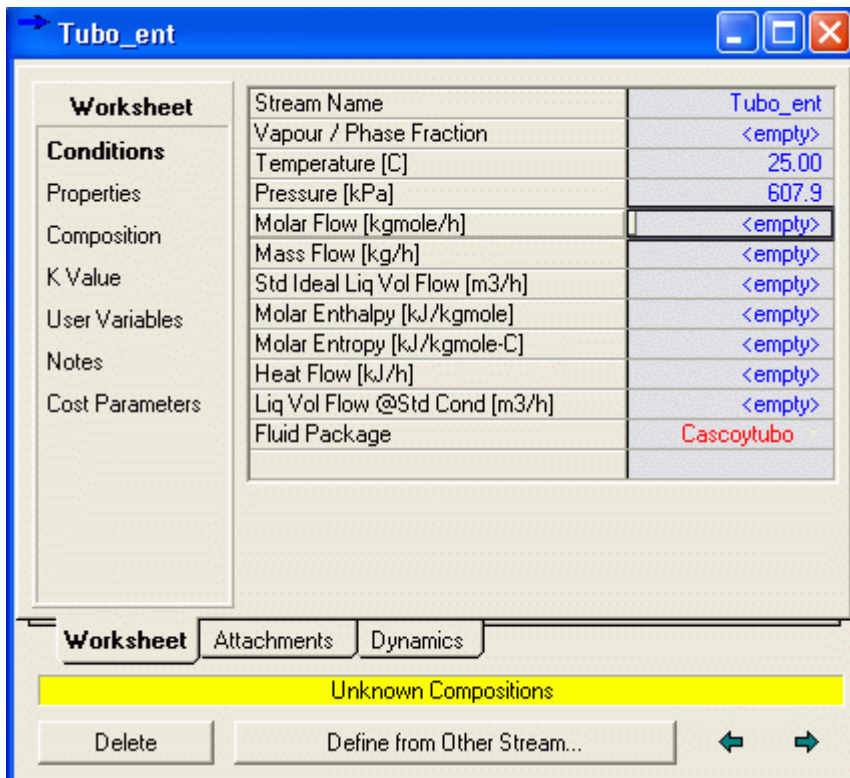 Tubo_ent
Worksheet
Conditions
Properties
Composition
K Value
User Variables
Notes
Cost Parameters
Stream Name Tubo_ent
Vapour / Phase Fraction <empty>
Temperature [C] 25.00
Pressure [kPa] 607.9
Molar Flow [kgmole/h] <empty>
Mass Flow [kg/h] <empty>
Std Ideal Liq Vol Flow [m3/h] <empty>
Molar Enthalpy [kJ/kgmole] <empty>
Molar Entropy [kJ/kgmole-C] <empty>
Heat Flow [kJ/h] <empty>
Liq Vol Flow @Std Cond [m3/h] <empty>
Fluid Package Cascoytubo
Worksheet Attachments Dynamics
Unknown Compositions
Delete Define from Other Stream...